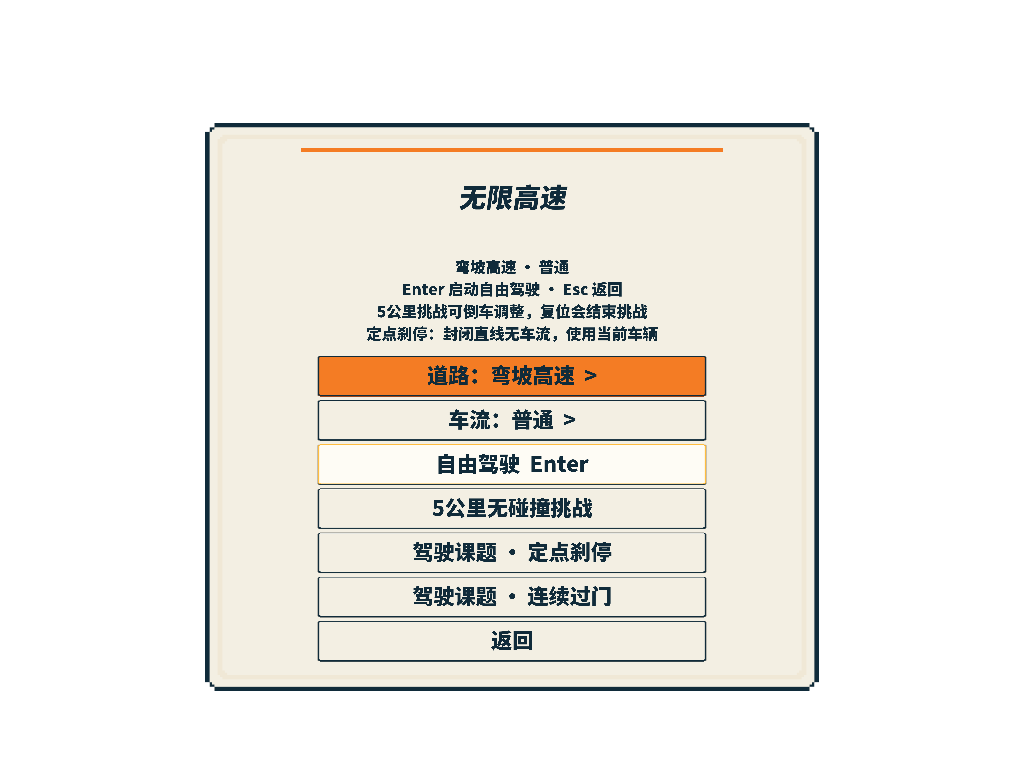 无限高速
弯坡高速 · 普通
Enter 启动自由驾驶 · Esc 返回
5公里挑战可倒车调整，复位会结束挑战
定点刹停：封闭直线无车流，使用当前车辆
道路：弯坡高速 >
车流：普通 >
自由驾驶 Enter
5公里无碰撞挑战
驾驶课题 · 定点刹停
驾驶课题 · 连续过门
返回